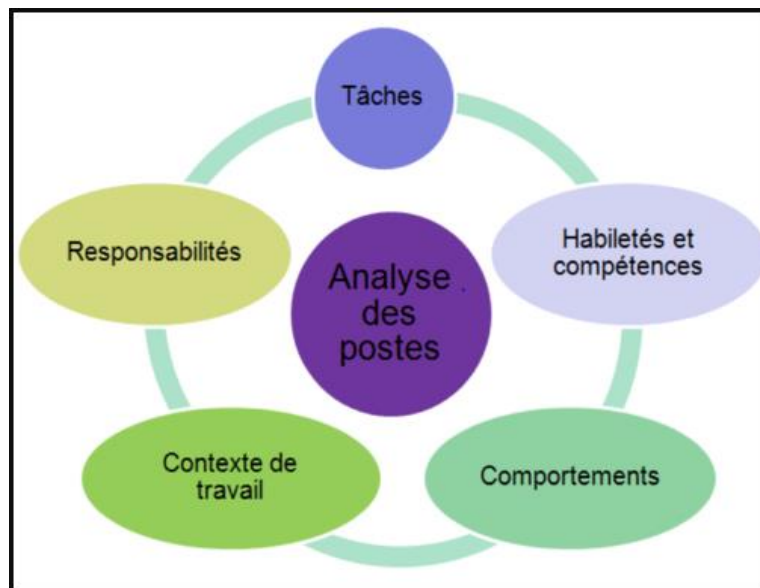 Tâches
Responsabilités
Habiletés et
compétences
Analyse
des
postes
Contexte de
travail
Comportements